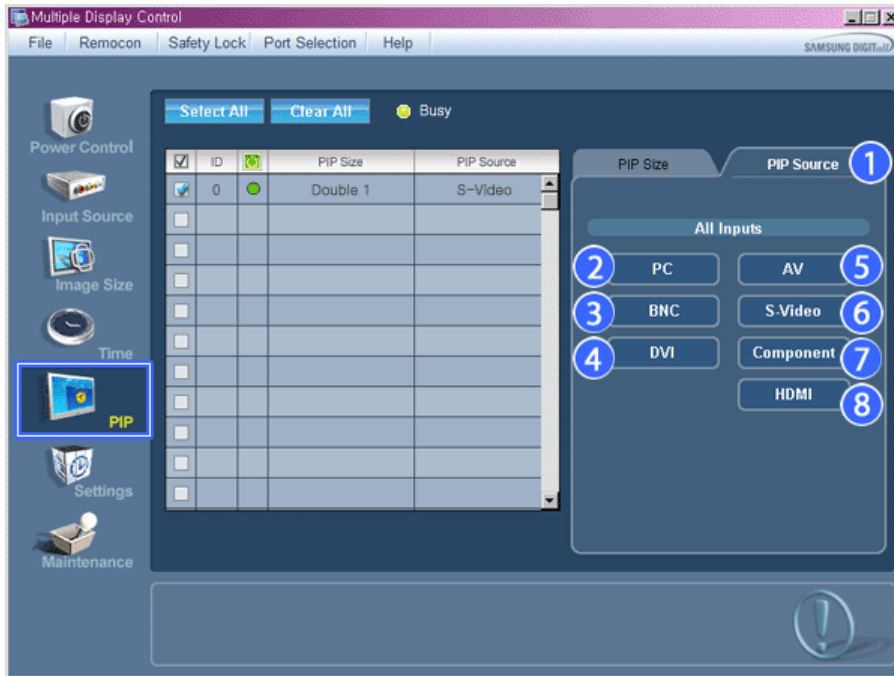 Multiple Display Control
File Remocon Safety Lock Port Selection Help
SAMSUNG DIGITall
Select All Clear All Busy
Power Control
Input Source
Image Size
Time
PIP
Settings
Maintenance
ID PIP Size PIP Source
0 Double 1 S-Video
PIP Size PIP Source 1
All Inputs
2 PC AV 5
3 BNC S-Video 6
4 DVI Component 7
HDMI 8